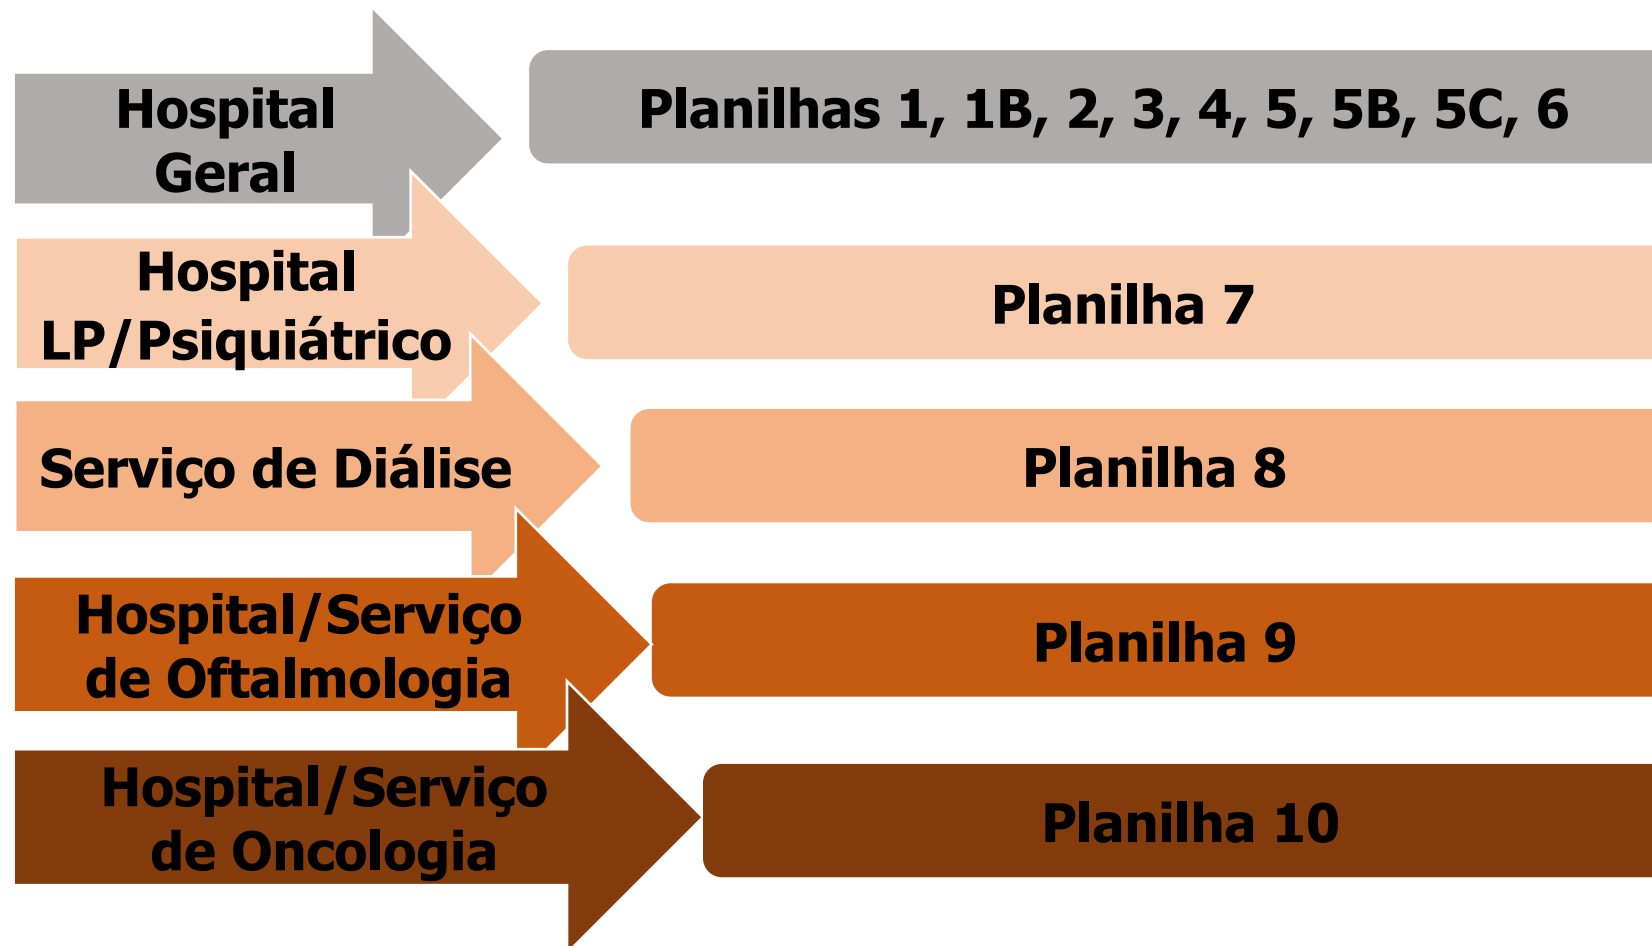 Hospital
Geral
Planilhas 1, 1B, 2, 3, 4, 5, 5B, 5C, 6
Hospital
LP/Psiquiátrico
Planilha 7
Serviço de Diálise
Planilha 8
Hospital/Serviço
de Oftalmologia
Planilha 9
Hospital/Serviço
de Oncologia
Planilha 10